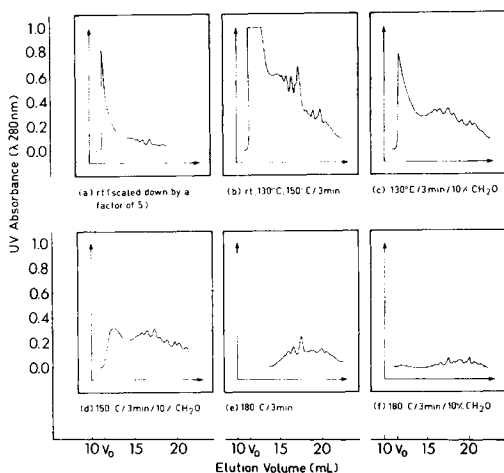 UV Absorbance (λ 280nm)
1.0
0.8
0.6
0.4
0.2
0.0
(a) rt (scaled down by a
factor of 5)
(b) rt, 130°C, 150°C/3min
(c) 130°C/3min/10% CH₂O
1.0
0.8
0.6
0.4
0.2
0.0
(d) 150 C/3min/10% CH₂O
(e) 180°C/3min
(f) 180 C/3min/10% CH₂O
10 V₀ 15 20
10 V₀ 15 20
10 V₀ 15 20
Elution Volume (mL)